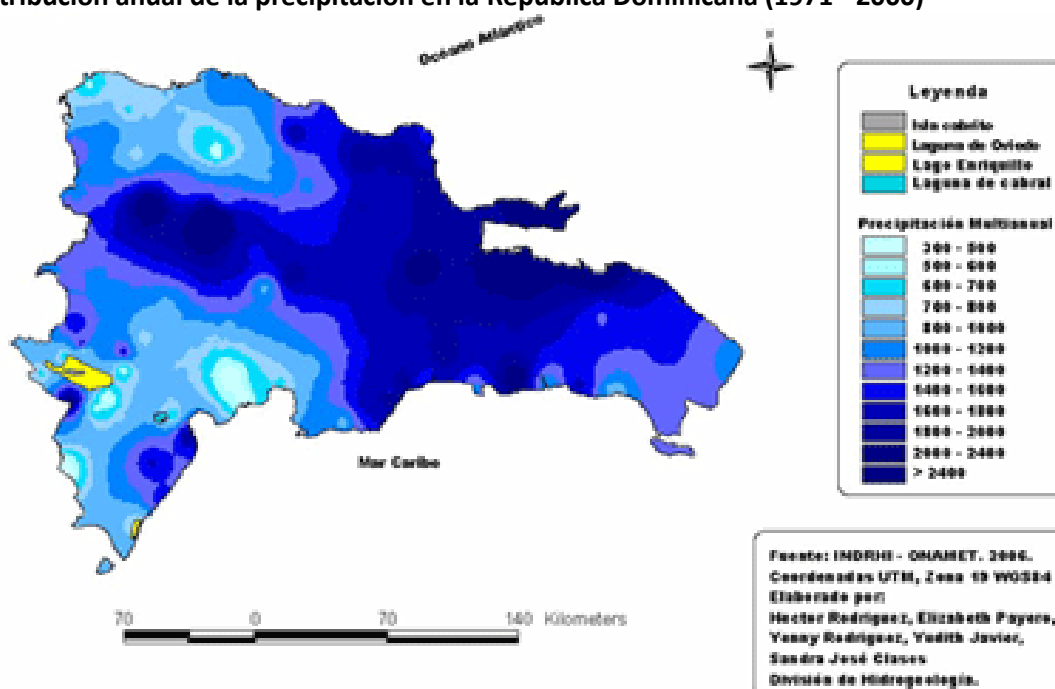 tribución anual de la precipitación en la República Dominicana (1971 - 2000)
Océano Atlántico
N
Leyenda
Isla cabrito
Laguna de Oviedo
Lago Enriquillo
Laguna de cabral
Precipitación Multianual
300 - 500
500 - 600
600 - 700
700 - 800
800 - 1000
1000 - 1200
1200 - 1400
1400 - 1600
1600 - 1800
1800 - 2000
2000 - 2400
> 2400
Mar Caribe
70 0 70 140 Kilometers
Fuente: INDRHI - ONAMET. 2006.
Coordenadas UTM, Zona 19 WGS84
Elaborado por:
Hector Rodriguez, Elizabeth Payero,
Yenny Rodriguez, Yudith Javier,
Sandra José Clases
División de Hidrogeología.